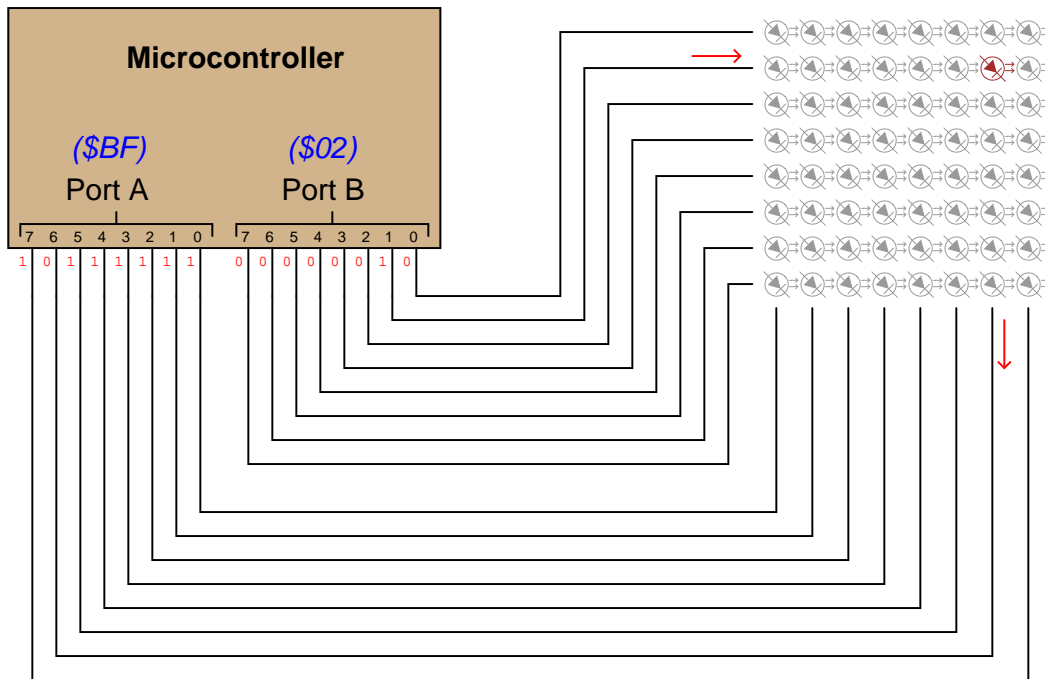 Microcontroller
($BF) ($02)
Port A Port B
7 6 5 4 3 2 1 0 7 6 5 4 3 2 1 0
1 0 1 1 1 1 1 1 0 0 0 0 0 0 1 0